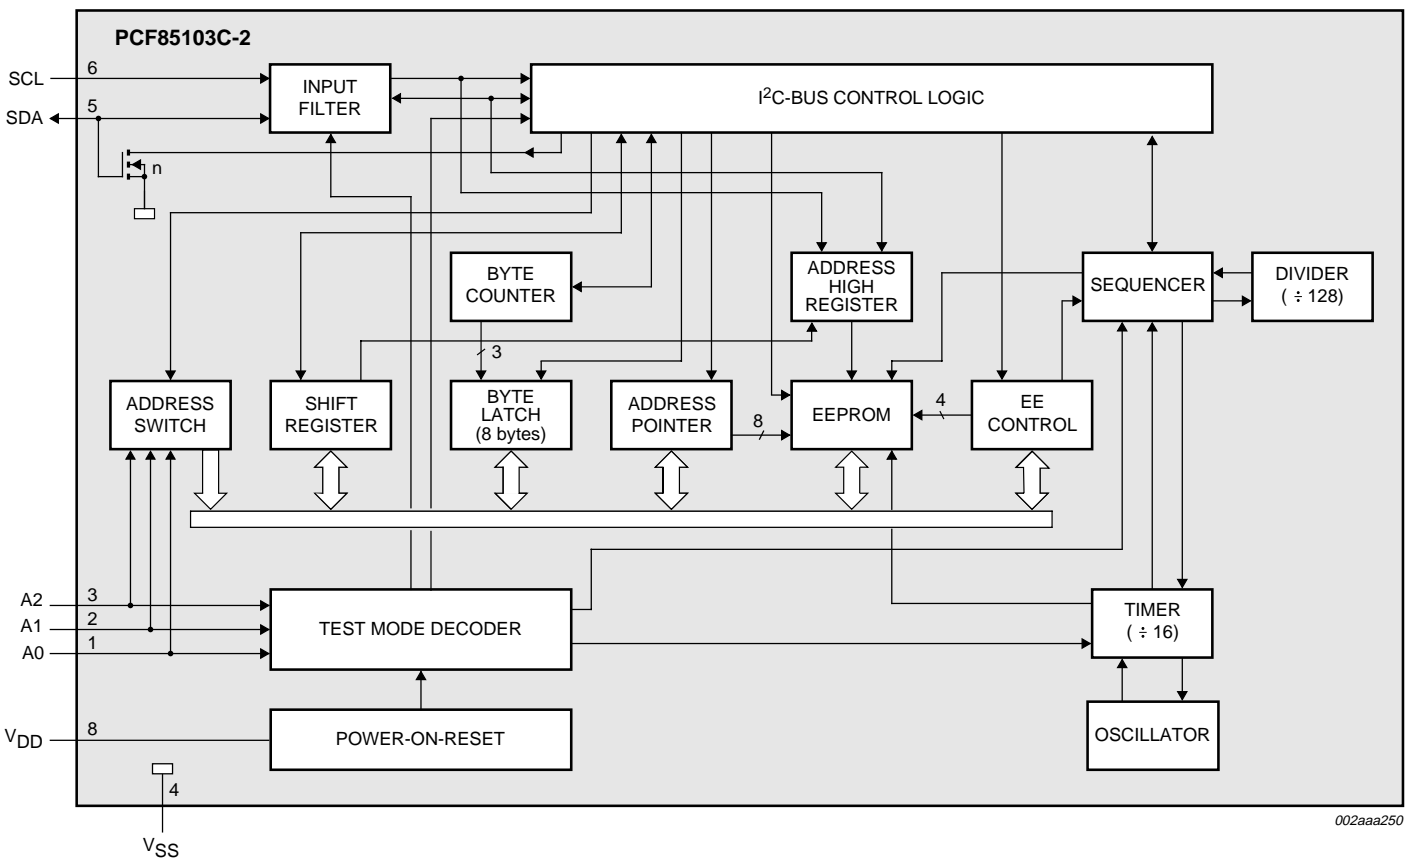 PCF85103C-2
SCL
6
INPUT
FILTER
I²C-BUS CONTROL LOGIC
SDA
5
n
BYTE
COUNTER
ADDRESS
HIGH
REGISTER
SEQUENCER
DIVIDER
( ÷ 128)
3
ADDRESS
SWITCH
SHIFT
REGISTER
BYTE
LATCH
(8 bytes)
ADDRESS
POINTER
8
EEPROM
4
EE
CONTROL
A2
3
A1
2
A0
1
TEST MODE DECODER
TIMER
( ÷ 16)
VDD
8
POWER-ON-RESET
OSCILLATOR
4
VSS
002aaa250